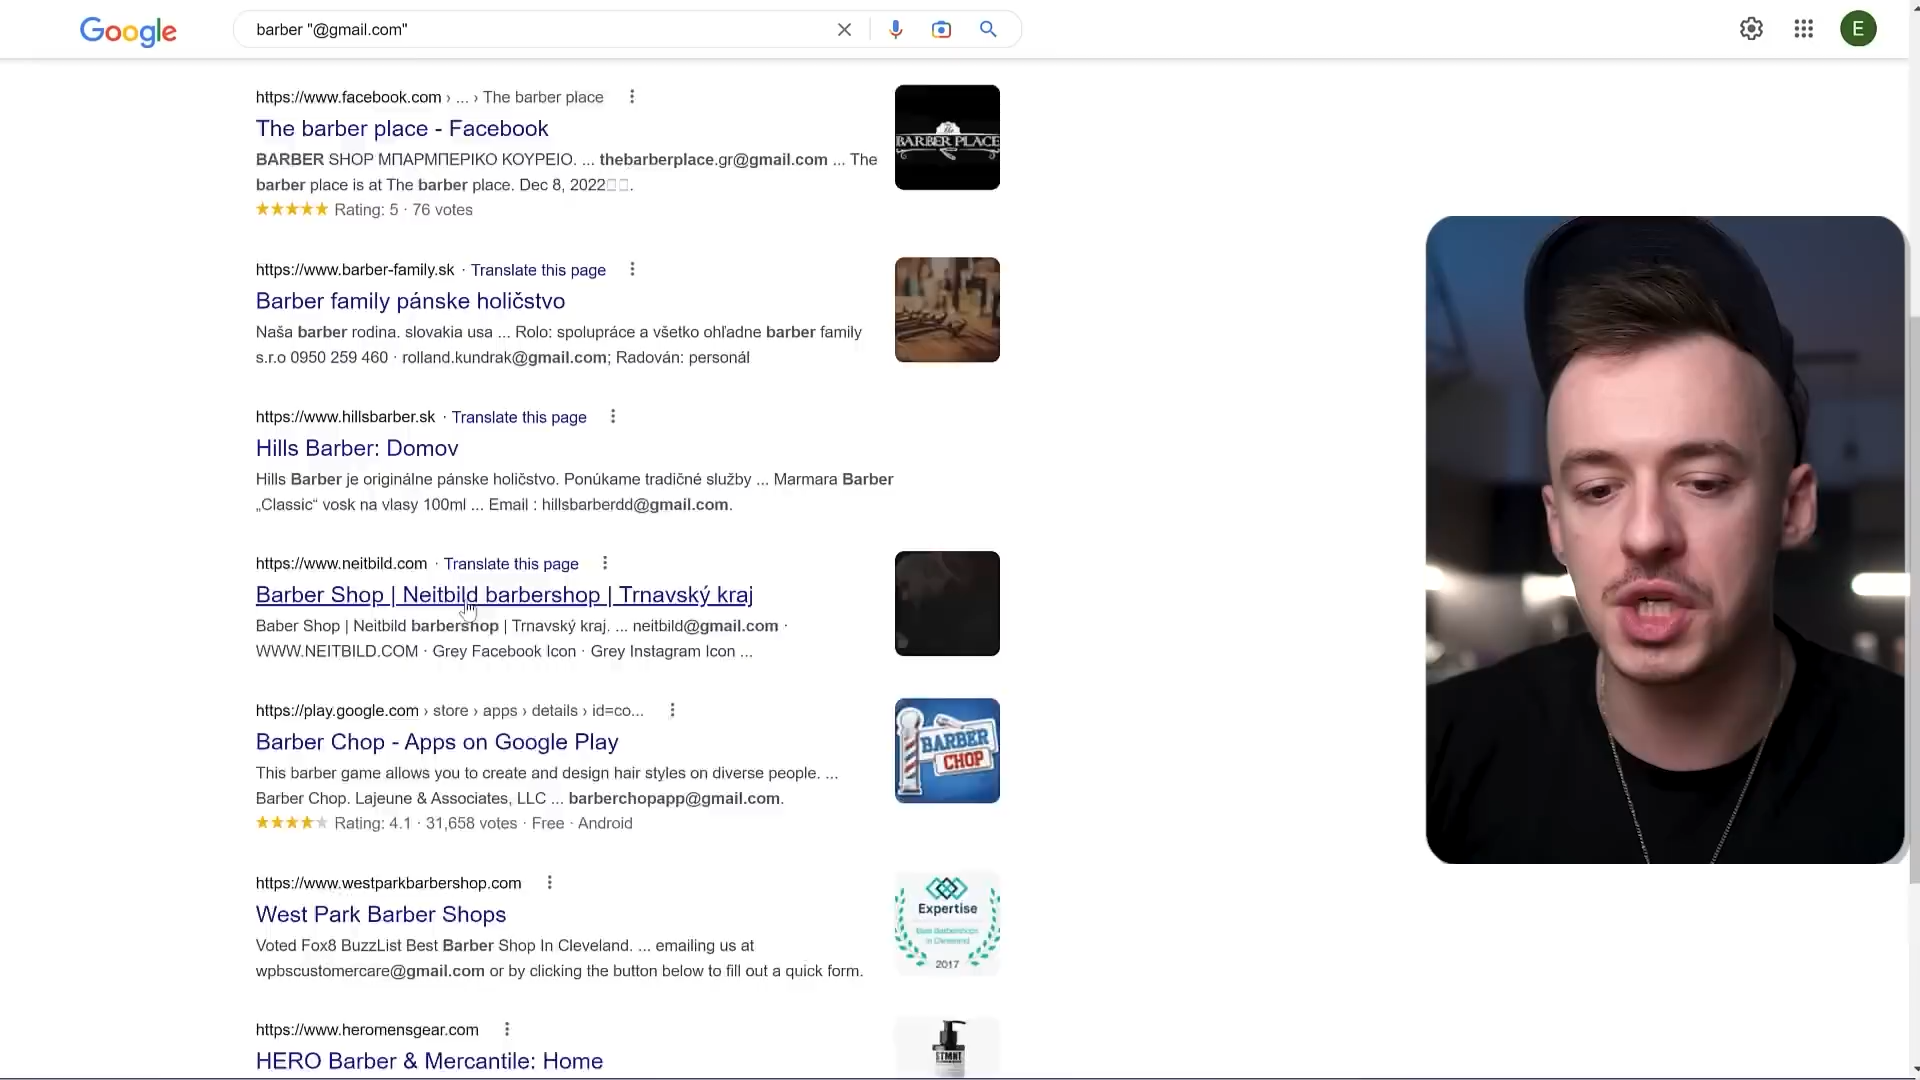 Google
barber "@gmail.com"
E
https://www.facebook.com › ... › The barber place
The barber place - Facebook
BARBER SHOP ΜΠΑΡΜΠΕΡΙΚΟ ΚΟΥΡΕΙΟ. ... thebarberplace.gr@gmail.com ... The
barber place is at The barber place. Dec 8, 2022.
Rating: 5 · 76 votes
BARBER PLACE
https://www.barber-family.sk · Translate this page
Barber family pánske holičstvo
Naša barber rodina. slovakia usa ... Rolo: spolupráce a všetko ohľadne barber family
s.r.o 0950 259 460 · rolland.kundrak@gmail.com; Radován: personál
https://www.hillsbarber.sk · Translate this page
Hills Barber: Domov
Hills Barber je originálne pánske holičstvo. Ponúkame tradičné služby ... Marmara Barber
„Classic“ vosk na vlasy 100ml ... Email : hillsbarberdd@gmail.com.
https://www.neitbild.com · Translate this page
Barber Shop | Neitbild barbershop | Trnavský kraj
Baber Shop | Neitbild barbershop | Trnavský kraj. ... neitbild@gmail.com ·
WWW.NEITBILD.COM · Grey Facebook Icon · Grey Instagram Icon ...
https://play.google.com › store › apps › details › id=co...
Barber Chop - Apps on Google Play
This barber game allows you to create and design hair styles on diverse people. ...
Barber Chop. Lajeune & Associates, LLC ... barberchopapp@gmail.com.
Rating: 4.1 · 31,658 votes · Free · Android
BARBER
CHOP
https://www.westparkbarbershop.com
West Park Barber Shops
Voted Fox8 BuzzList Best Barber Shop In Cleveland. ... emailing us at
wpbscustomercare@gmail.com or by clicking the button below to fill out a quick form.
Expertise
Best Barbershops
in Cleveland
2017
https://www.heromensgear.com
HERO Barber & Mercantile: Home
STMNT